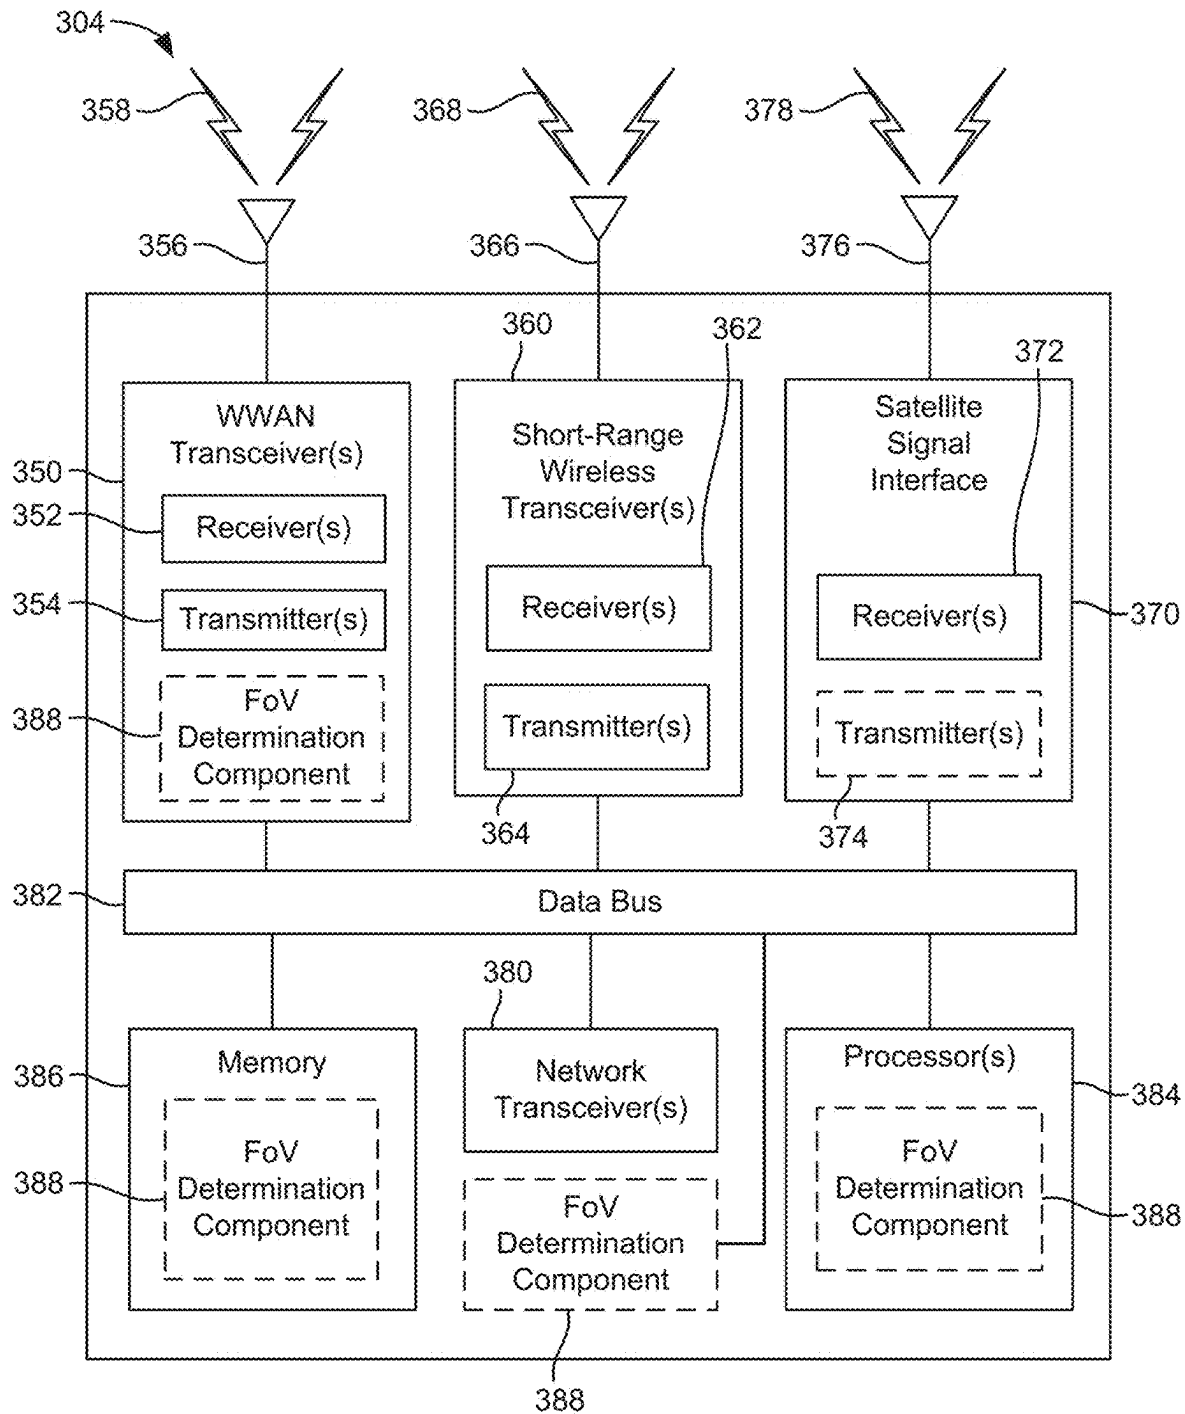 304
358
368
378
356
366
376
360
362
372
WWAN
Transceiver(s)
Short-Range
Wireless
Transceiver(s)
Satellite
Signal
Interface
350
352
Receiver(s)
Receiver(s)
Receiver(s)
354
Transmitter(s)
370
388
FoV
Determination
Component
Transmitter(s)
Transmitter(s)
364
374
382
Data Bus
380
386
Memory
Network
Transceiver(s)
Processor(s)
384
388
FoV
Determination
Component
FoV
Determination
Component
388
FoV
Determination
Component
388